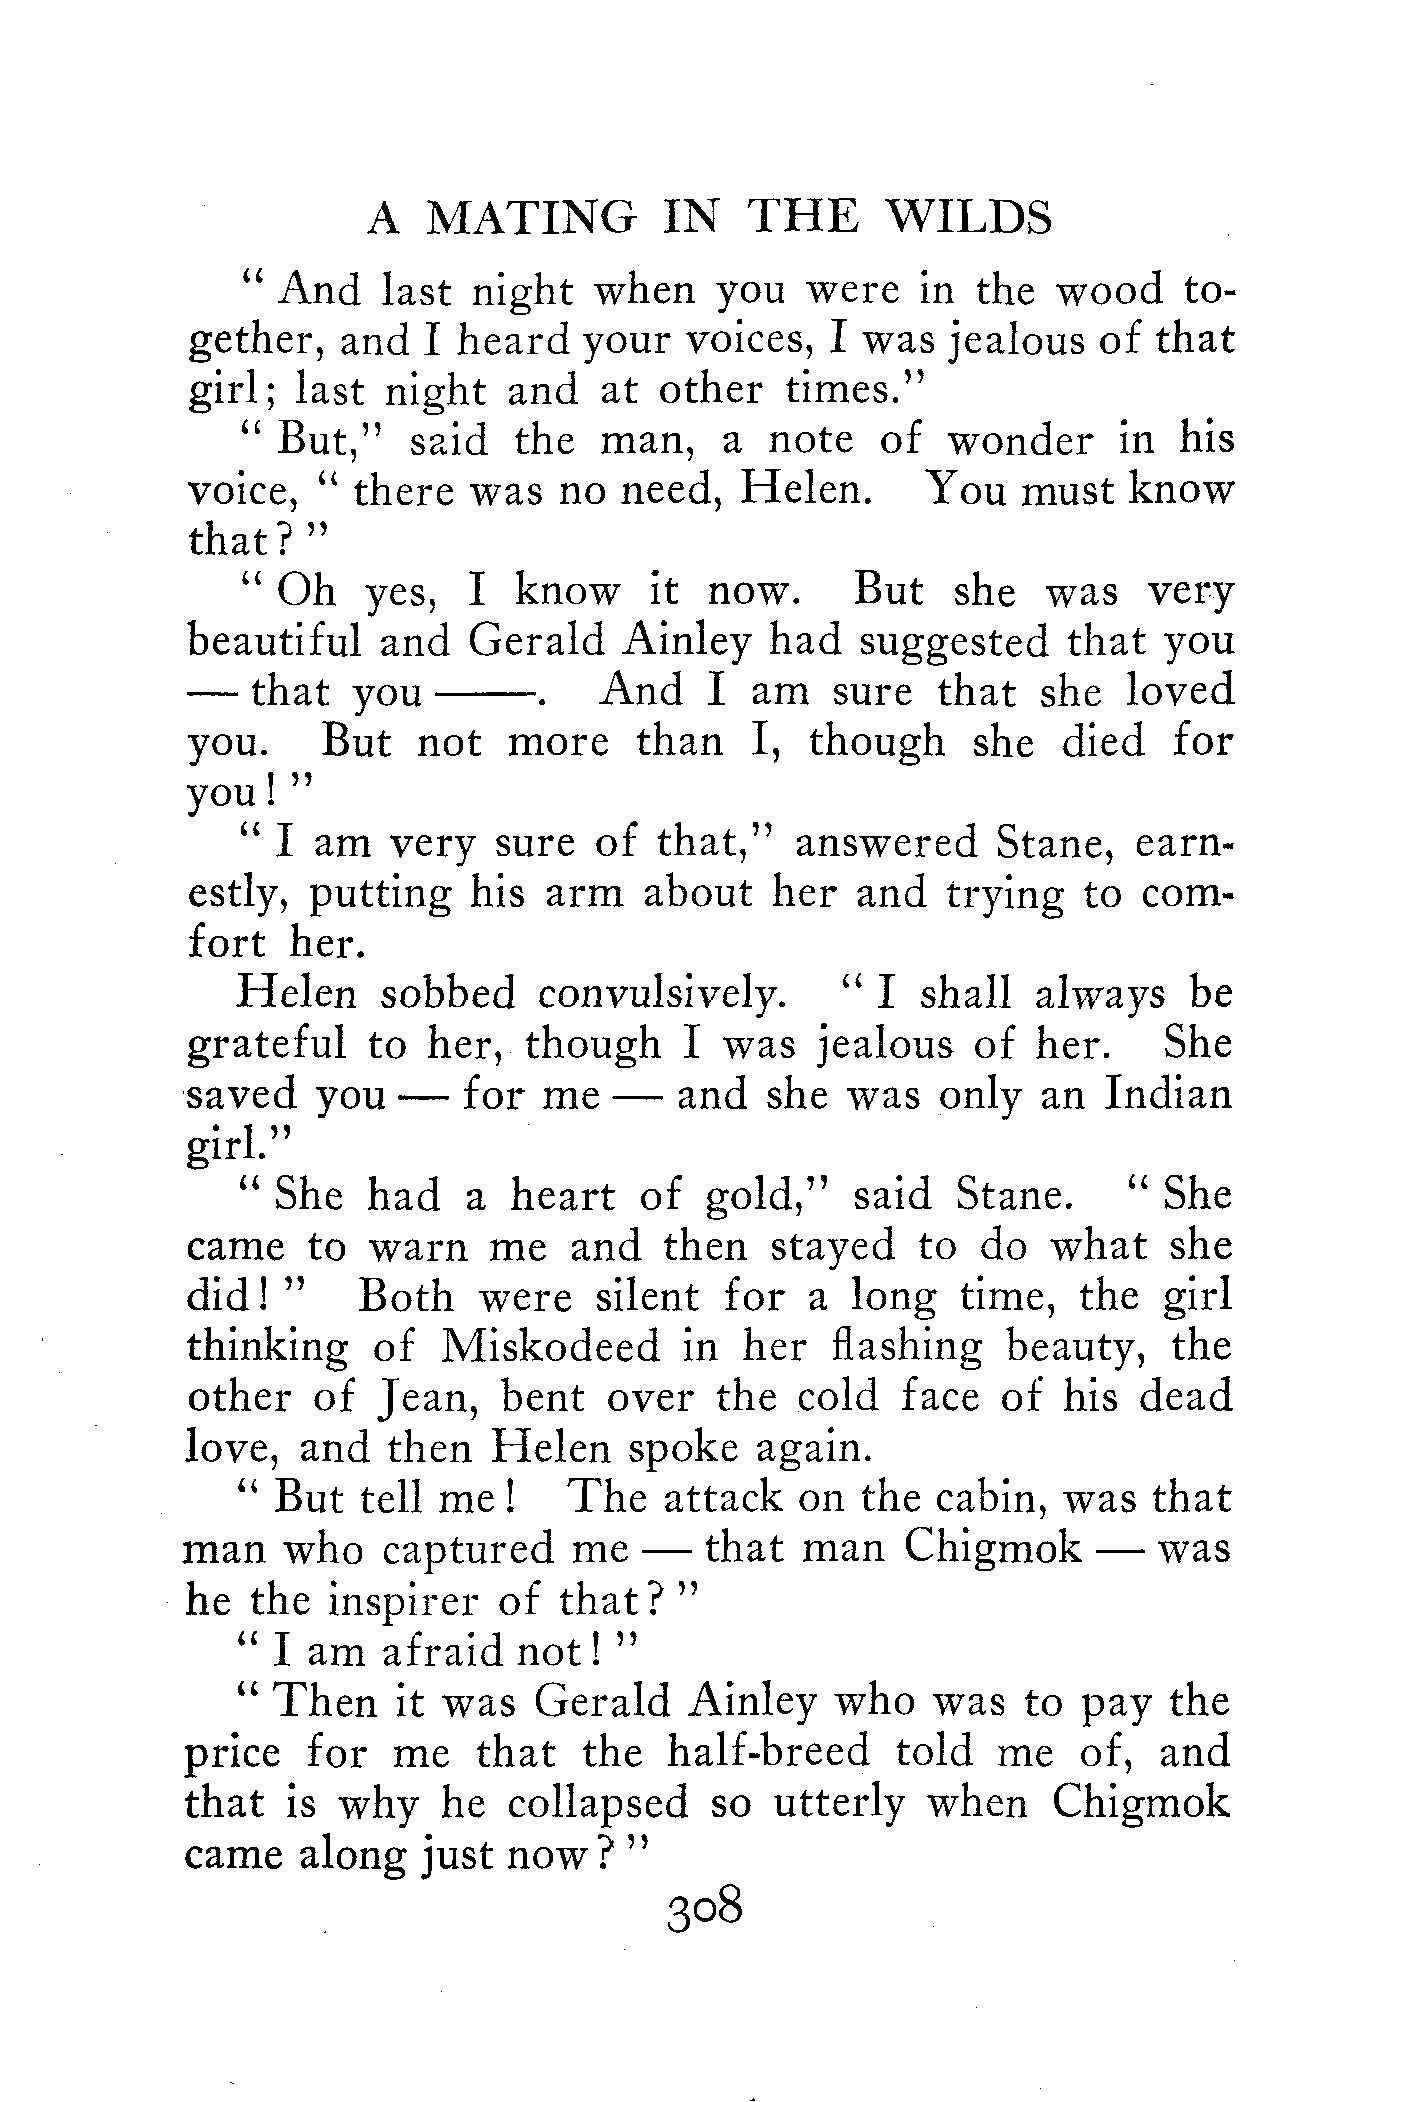 A MATING IN THE WILDS
“ And last night when you were in the wood to-
gether, and I heard your voices, I was jealous of that
girl; last night and at other times.”
“ But,” said the man, a note of wonder in his
voice, “ there was no need, Helen. You must know
that? ”
“ Oh yes, I know it now. But she was very
beautiful and Gerald Ainley had suggested that you
— that you ——. And I am sure that she loved
you. But not more than I, though she died for
you! ”
“ I am very sure of that,” answered Stane, earn-
estly, putting his arm about her and trying to com-
fort her.
Helen sobbed convulsively. “ I shall always be
grateful to her, though I was jealous of her. She
saved you — for me — and she was only an Indian
girl.”
“ She had a heart of gold,” said Stane. “ She
came to warn me and then stayed to do what she
did! ” Both were silent for a long time, the girl
thinking of Miskodeed in her flashing beauty, the
other of Jean, bent over the cold face of his dead
love, and then Helen spoke again.
“ But tell me! The attack on the cabin, was that
man who captured me — that man Chigmok — was
he the inspirer of that? ”
“ I am afraid not! ”
“ Then it was Gerald Ainley who was to pay the
price for me that the half-breed told me of, and
that is why he collapsed so utterly when Chigmok
came along just now? ”
308